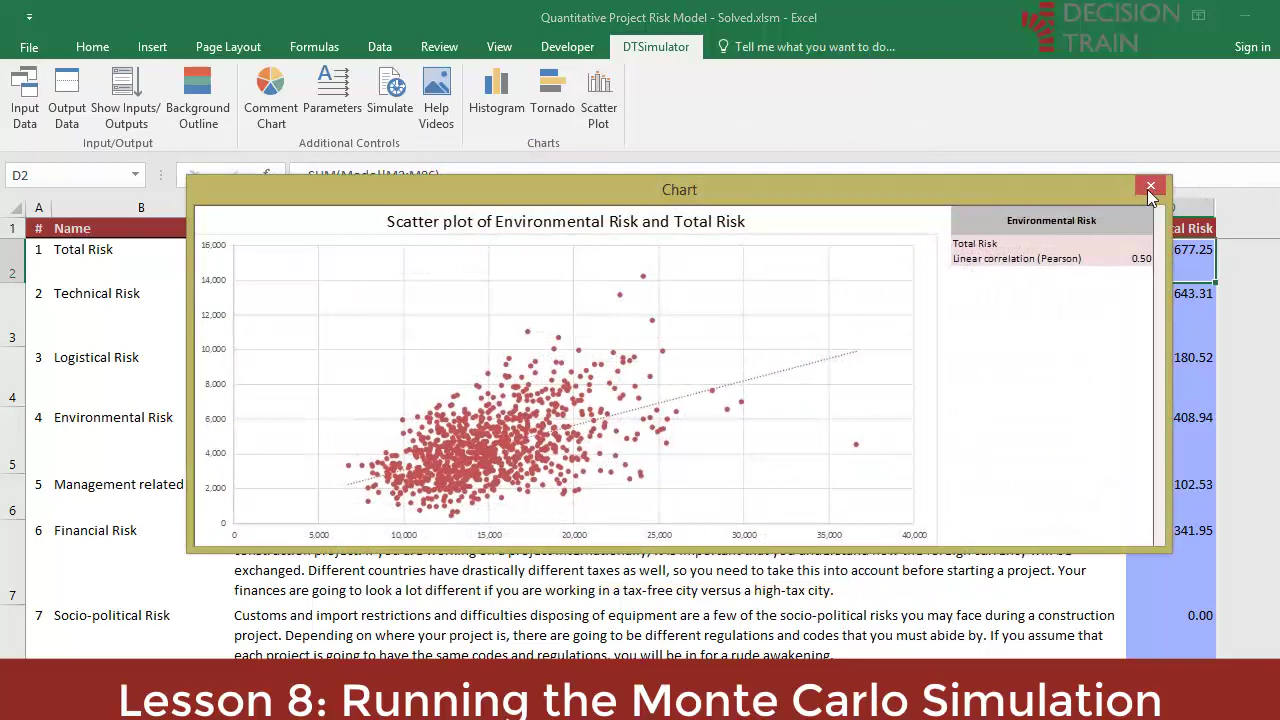 Quantitative Project Risk Model - Solved.xlsm - Excel
DECISION
TRAIN
File Home Insert Page Layout Formulas Data Review View Developer DTSimulator Tell me what you want to do... Sign in
Input Data
Output Data
Show Inputs/ Outputs
Background Outline
Comment Chart
Parameters
Simulate
Help Videos
Histogram
Tornado
Scatter Plot
Input/Output
Additional Controls
Charts
D2
Chart
A B
1 # Name
2 1 Total Risk 677.25
3 2 Technical Risk 643.31
4 3 Logistical Risk 180.52
5 4 Environmental Risk 408.94
6 5 Management related 102.53
7 6 Financial Risk 341.95
Scatter plot of Environmental Risk and Total Risk
Environmental Risk
Total Risk
Linear correlation (Pearson) 0.50
16,000
14,000
12,000
10,000
8,000
6,000
4,000
2,000
0
0 5,000 10,000 15,000 20,000 25,000 30,000 35,000 40,000
exchanged. Different countries have drastically different taxes as well, so you need to take this into account before starting a project. Your
finances are going to look a lot different if you are working in a tax-free city versus a high-tax city.
7 Socio-political Risk 0.00
Customs and import restrictions and difficulties disposing of equipment are a few of the socio-political risks you may face during a construction
project. Depending on where your project is, there are going to be different regulations and codes that you must abide by. If you assume that
each project is going to have the same codes and regulations, you will be in for a rude awakening.
Lesson 8: Running the Monte Carlo Simulation